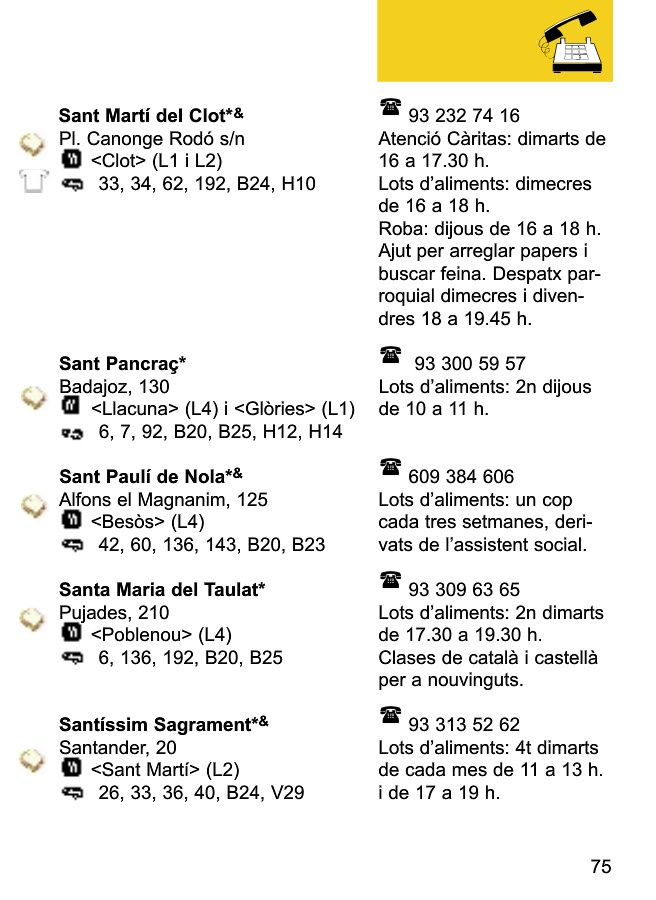 Sant Martí del Clot*&
Pl. Canonge Rodó s/n
<Clot> (L1 i L2)
33, 34, 62, 192, B24, H10
93 232 74 16
Atenció Càritas: dimarts de
16 a 17.30 h.
Lots d’aliments: dimecres
de 16 a 18 h.
Roba: dijous de 16 a 18 h.
Ajut per arreglar papers i
buscar feina. Despatx par-
roquial dimecres i diven-
dres 18 a 19.45 h.
Sant Pancraç*
Badajoz, 130
<Llacuna> (L4) i <Glòries> (L1)
6, 7, 92, B20, B25, H12, H14
93 300 59 57
Lots d’aliments: 2n dijous
de 10 a 11 h.
Sant Paulí de Nola*&
Alfons el Magnanim, 125
<Besòs> (L4)
42, 60, 136, 143, B20, B23
609 384 606
Lots d’aliments: un cop
cada tres setmanes, deri-
vats de l’assistent social.
Santa Maria del Taulat*
Pujades, 210
<Poblenou> (L4)
6, 136, 192, B20, B25
93 309 63 65
Lots d’aliments: 2n dimarts
de 17.30 a 19.30 h.
Clases de català i castellà
per a nouvinguts.
Santíssim Sagrament*&
Santander, 20
<Sant Martí> (L2)
26, 33, 36, 40, B24, V29
93 313 52 62
Lots d’aliments: 4t dimarts
de cada mes de 11 a 13 h.
i de 17 a 19 h.
75